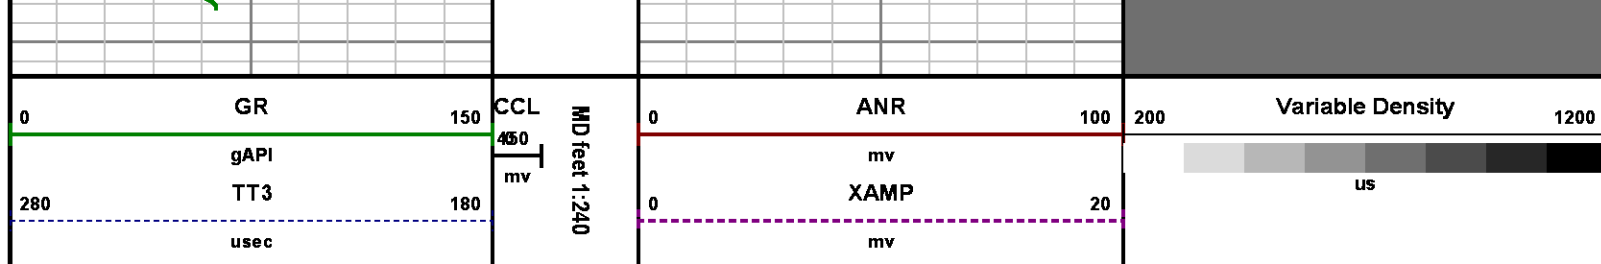 GR
0 150
gAPI
TT3
280 180
usec
CCL
mv
MD feet 1:240
ANR
0 100
mv
XAMP
0 20
mv
Variable Density
200 1200
us